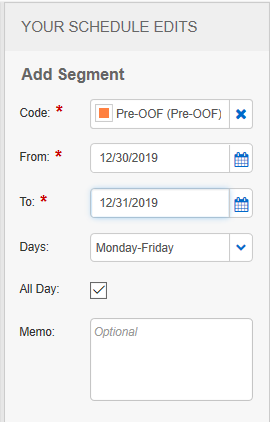 YOUR SCHEDULE EDITS
Add Segment
Code: * Pre-OOF (Pre-OOF)
From: * 12/30/2019
To: * 12/31/2019
Days: Monday-Friday
All Day:
Memo: Optional